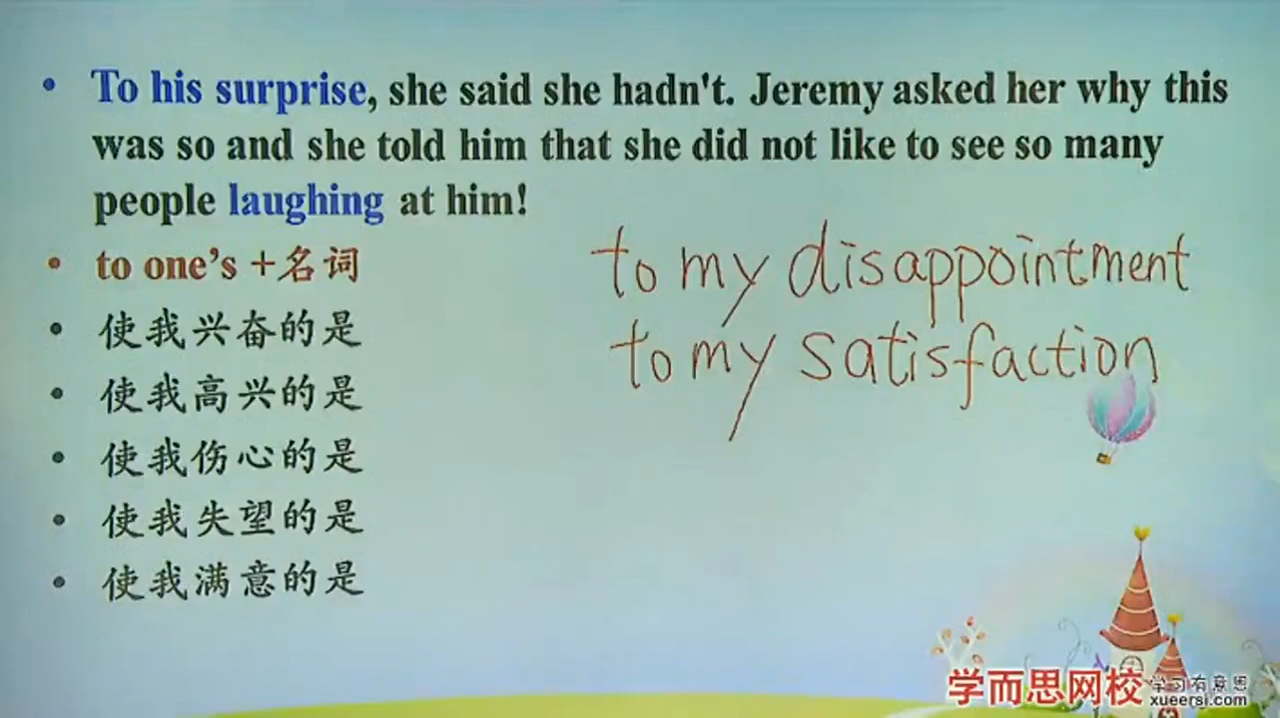 • To his surprise, she said she hadn't. Jeremy asked her why this
was so and she told him that she did not like to see so many
people laughing at him!
• to one's +名词
• 使我兴奋的是
• 使我高兴的是
• 使我伤心的是
• 使我失望的是
• 使我满意的是
to my disappointment
to my satisfaction
学而思网校 学习有意思
xueersi.com